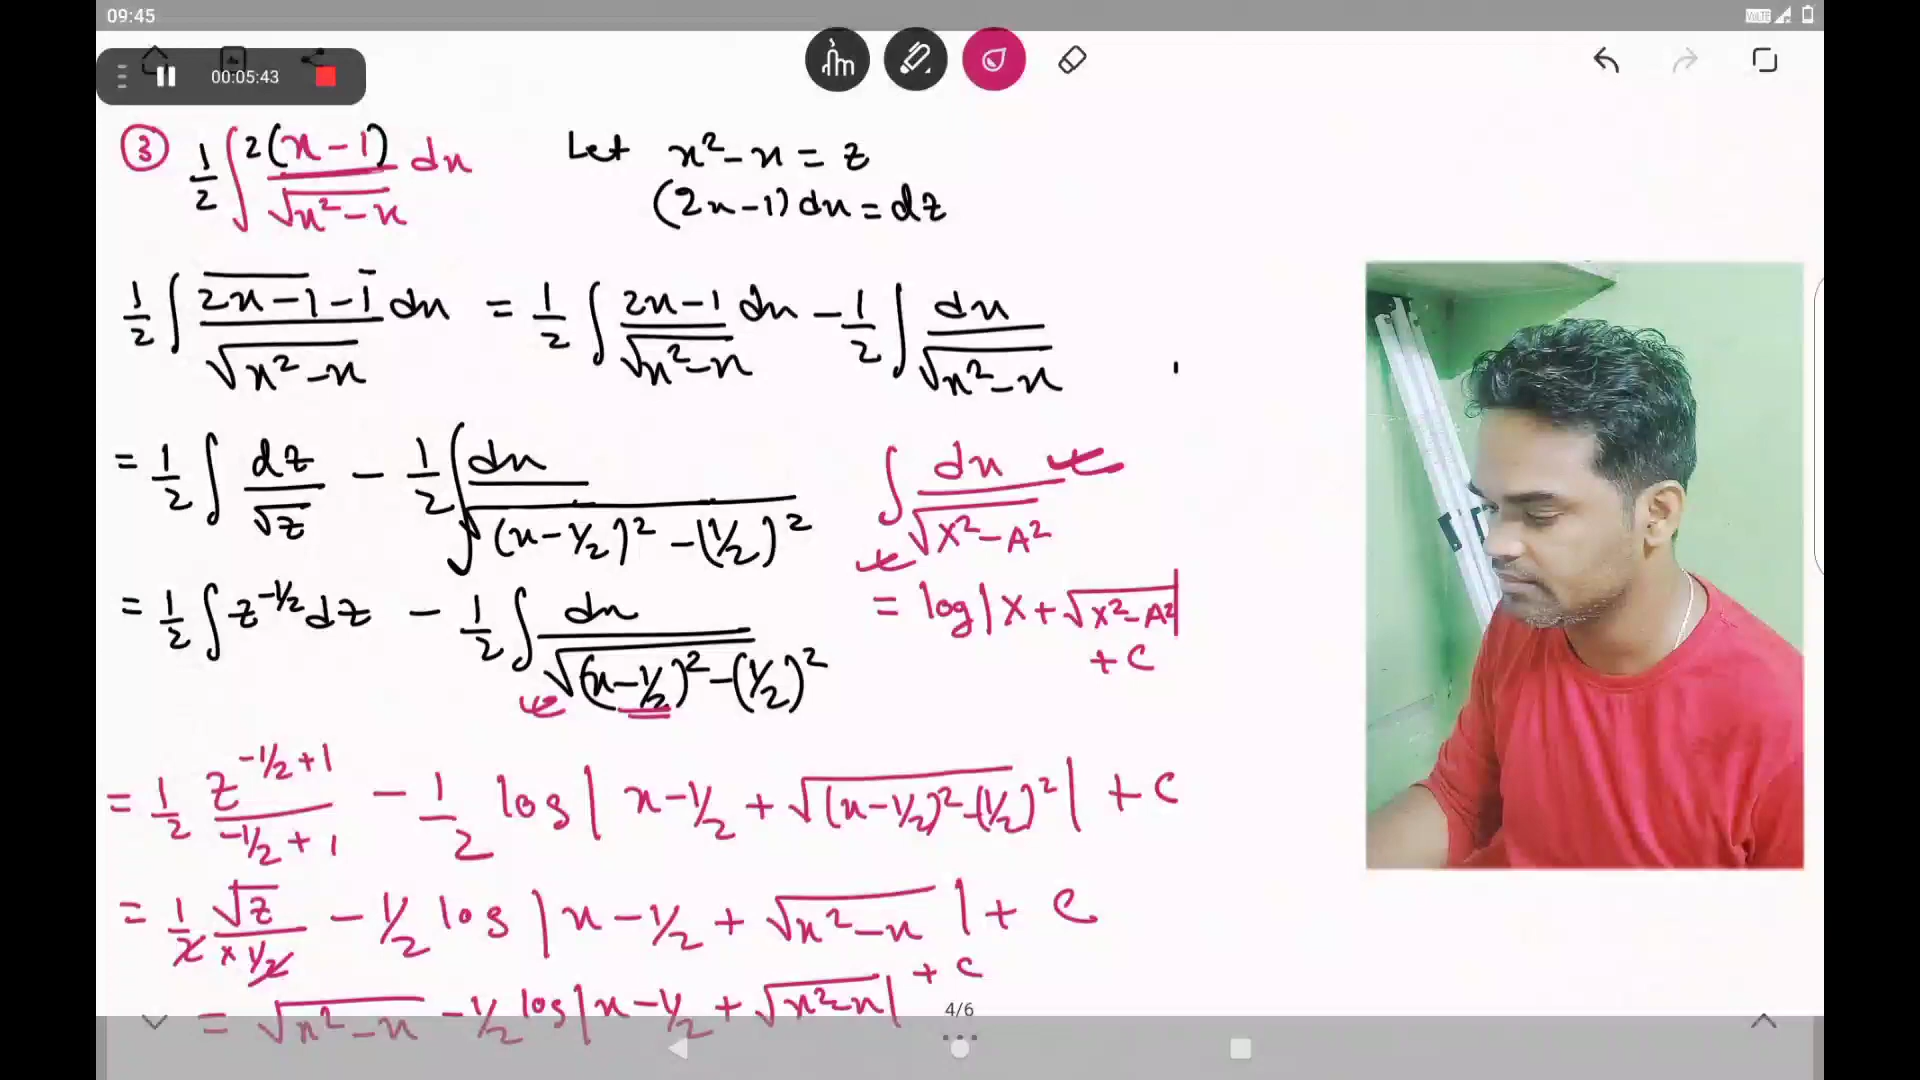 09:45
VoLTE
00:05:43
③ 1/2 ∫ 2(x-1)/√(x²-x) dx Let x²-x = z
(2x-1)dx = dz
1/2 ∫ (2x-1-1)/√(x²-x) dx = 1/2 ∫ (2x-1)/√(x²-x) dx - 1/2 ∫ dx/√(x²-x)
= 1/2 ∫ dz/√z - 1/2 ∫ dx/√((x-1/2)²-(1/2)²)
∫ dx/√(X²-A²)
= 1/2 ∫ z^(-1/2) dz - 1/2 ∫ dx/√((x-1/2)²-(1/2)²)
= log|X+√(X²-A²)|
+ C
= 1/2 z^(-1/2+1)/(-1/2+1) - 1/2 log|x-1/2+√((x-1/2)²-(1/2)²)| + C
= 1/2 √z/(×1/2) - 1/2 log|x-1/2+√(x²-x)| + C
= √(x²-x) - 1/2 log|x-1/2+√(x²-x)| + C
4/6